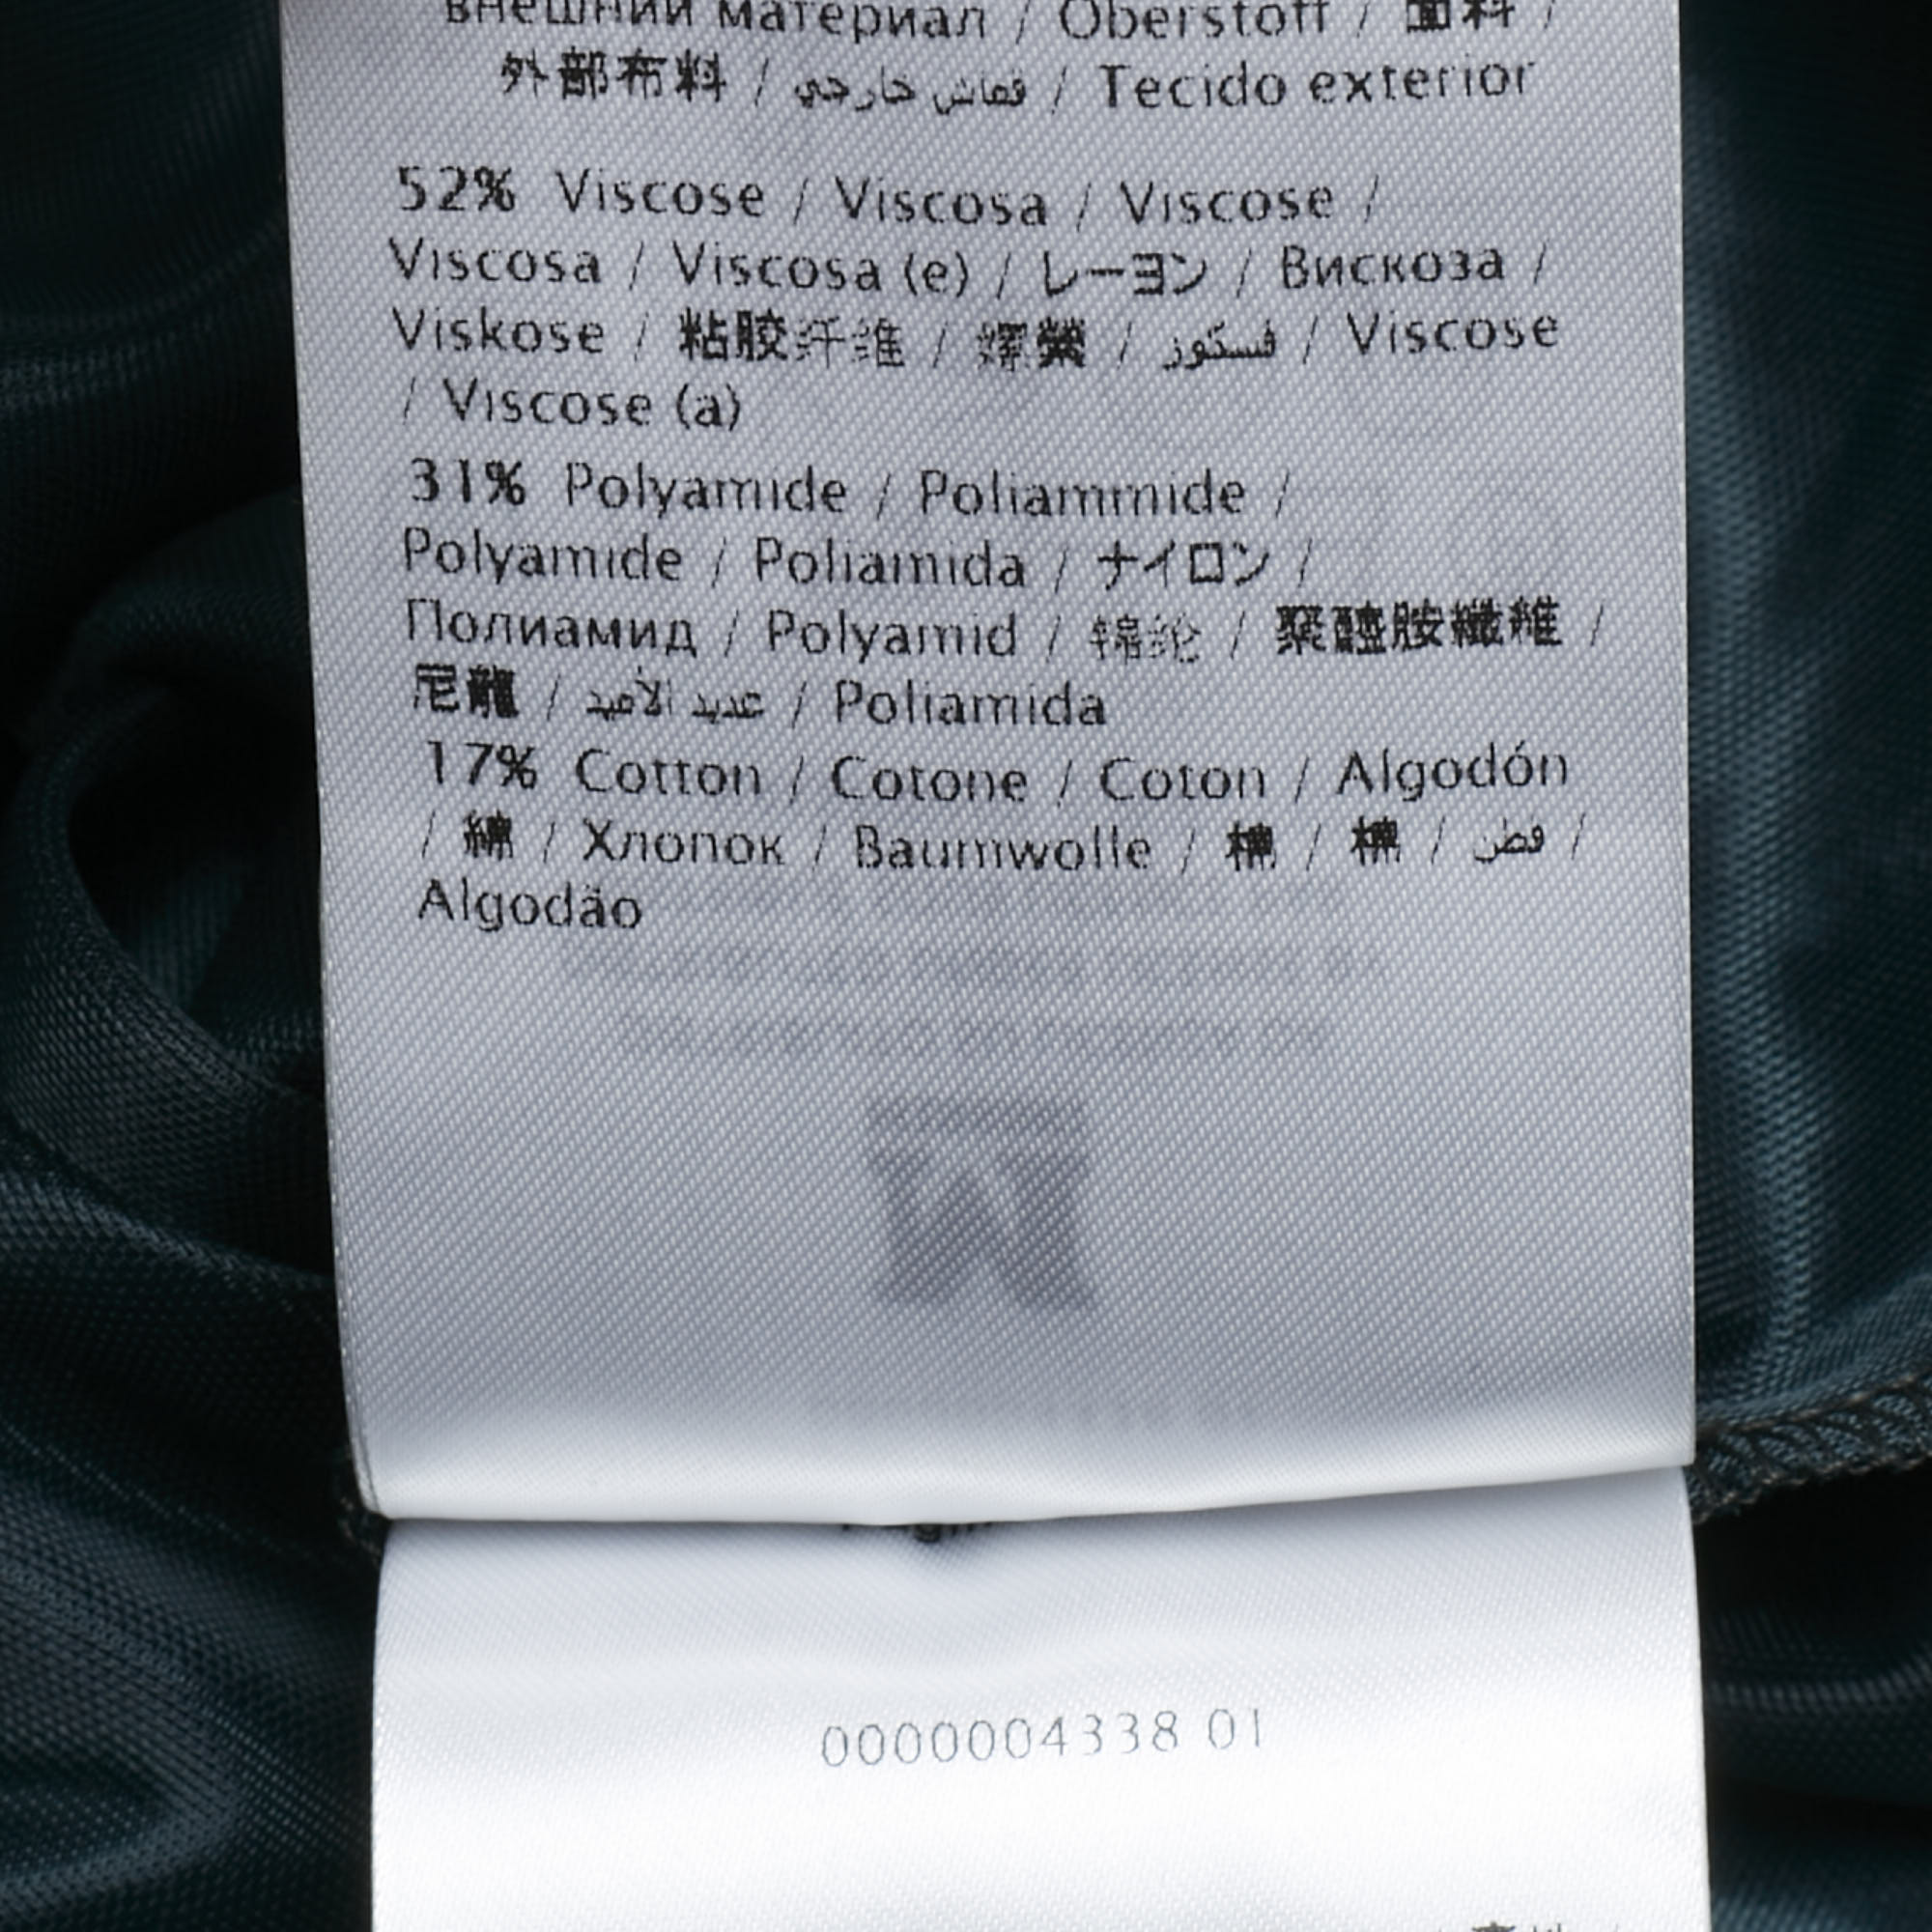 внешний материал / Oberstoff / 面料 /
外部布料 / قماش خارجي / Tecido exterior
52% Viscose / Viscosa / Viscose /
Viscosa / Viscosa (e) / レーヨン / Вискоза /
Viskose / 粘胶纤维 / 嫘縈 / فسكوز / Viscose
/ Viscose (a)
31% Polyamide / Poliammide /
Polyamide / Poliamida / ナイロン /
Полиамид / Polyamid / 锦纶 / 聚醯胺纖維 /
尼龍 / عديد الأميد / Poliamida
17% Cotton / Cotone / Coton / Algodón
/ 綿 / Хлопок / Baumwolle / 棉 / 棉 / قطن /
Algodão
0000004338 01